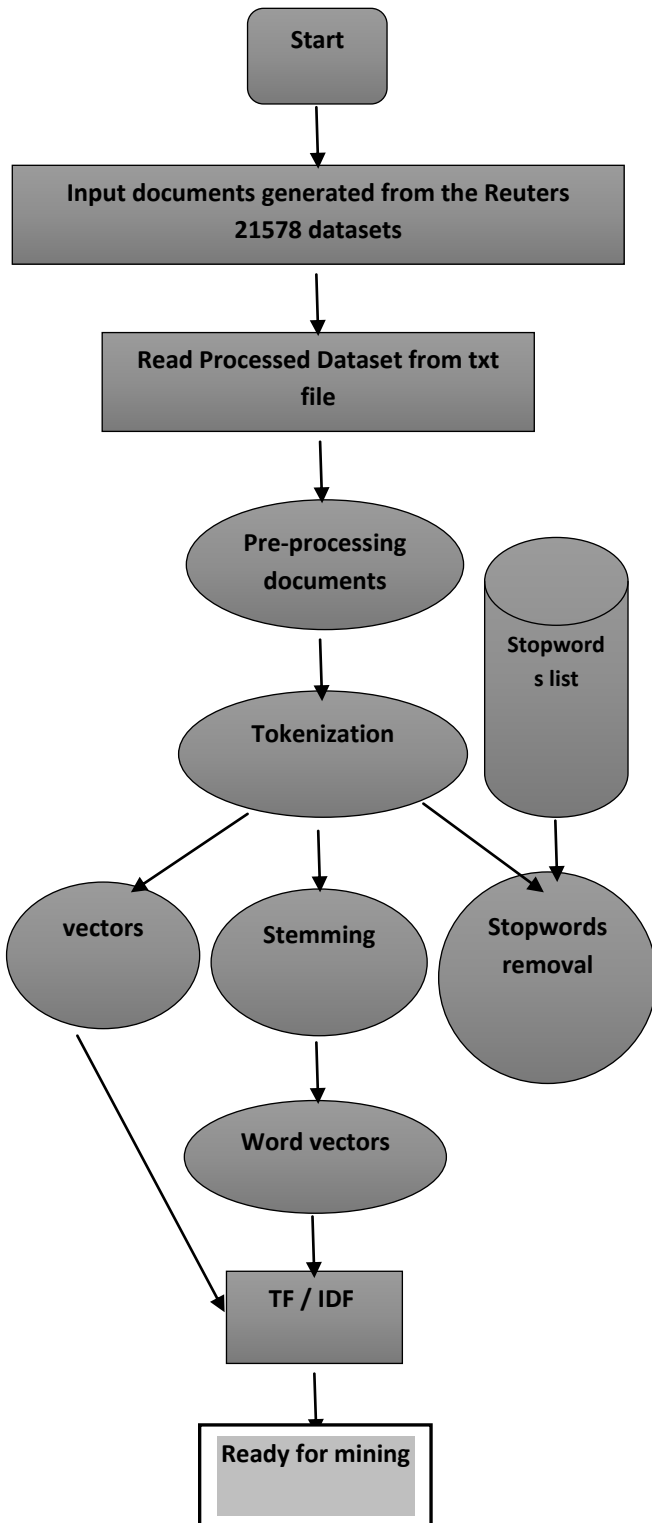 Start
Input documents generated from the Reuters
21578 datasets
Read Processed Dataset from txt
file
Pre-processing
documents
Stopword
s list
Tokenization
vectors
Stemming
Stopwords
removal
Word vectors
TF / IDF
Ready for mining